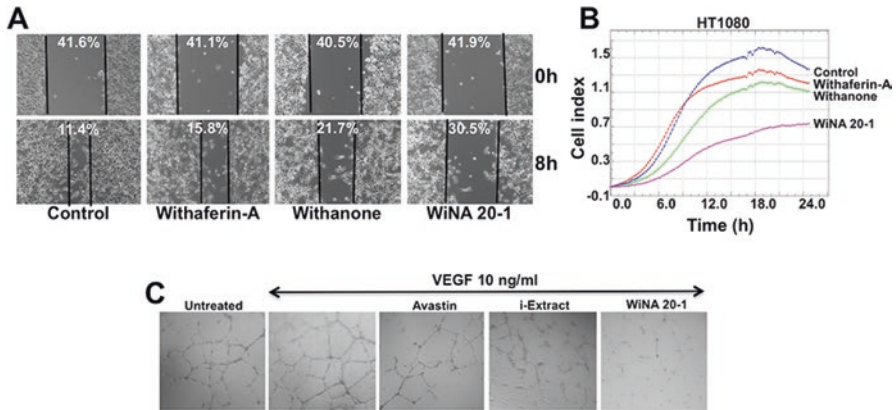 A
41.6% 41.1% 40.5% 41.9%
0h
11.4% 15.8% 21.7% 30.5%
8h
Control Withaferin-A Withanone WiNA 20-1
B
HT1080
Cell index
1.5
1.1
0.7
0.3
-0.1
Control
Withaferin-A
Withanone
WiNA 20-1
0.0 6.0 12.0 18.0 24.0
Time (h)
C
VEGF 10 ng/ml
Untreated Avastin i-Extract WiNA 20-1